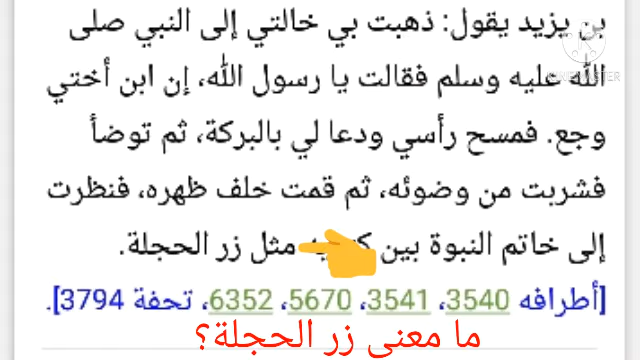 بن يزيد يقول: ذهبت بي خالتي إلى النبي صلى
الله عليه وسلم فقالت يا رسول الله، إن ابن أختي
وجع. فمسح رأسي ودعا لي بالبركة، ثم توضأ
فشربت من وضوئه، ثم قمت خلف ظهره، فنظرت
إلى خاتم النبوة بين مثل زر الحجلة.
[أطرافه 3540، 3541، 5670، 6352، تحفة 3794].
ما معنى زر الحجلة؟